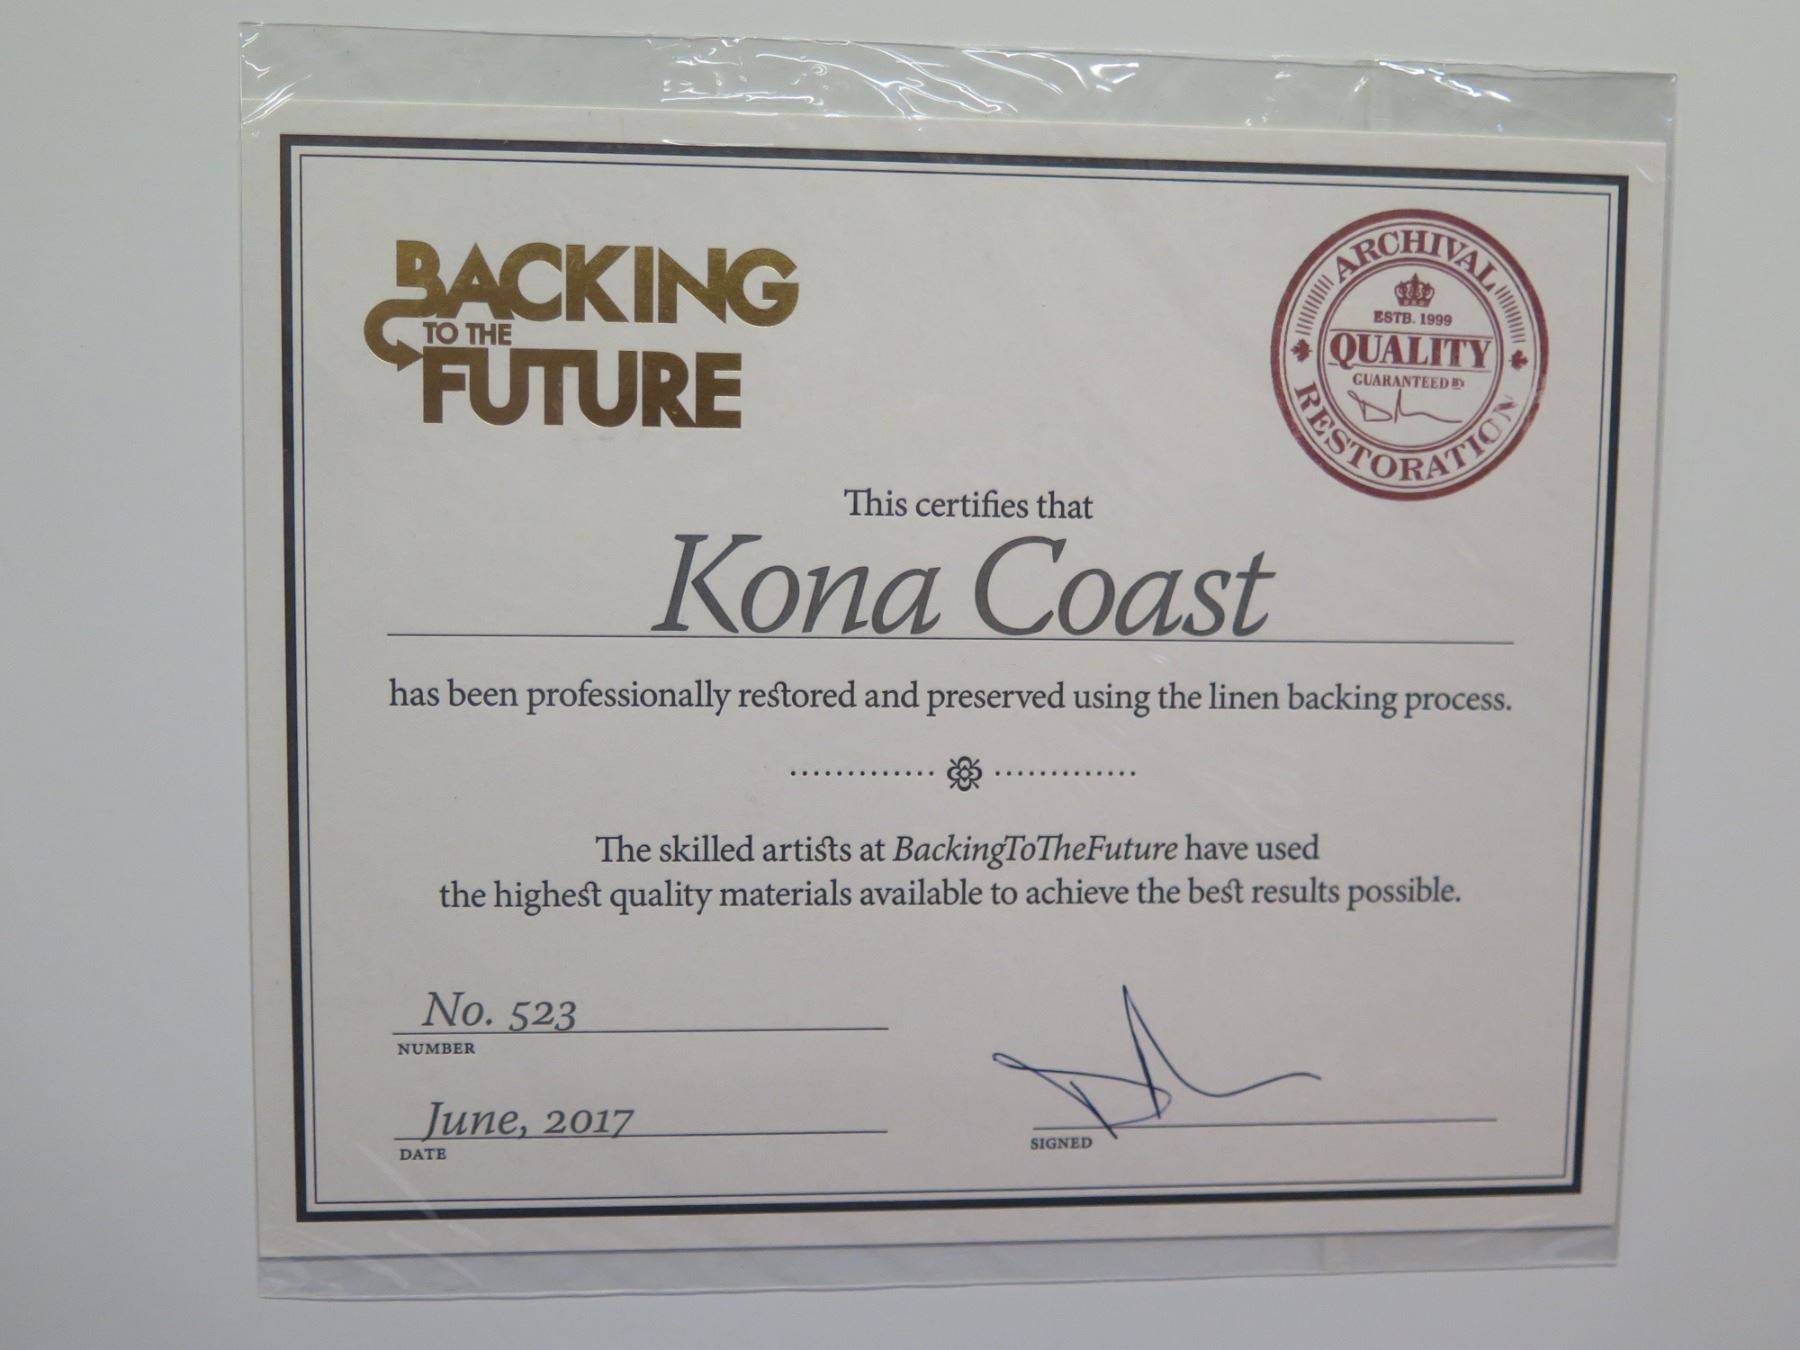 BACKING
TO THE
FUTURE
ARCHIVAL
ESTB. 1999
QUALITY
GUARANTEED BY
RESTORATION
This certifies that
Kona Coast
has been professionally restored and preserved using the linen backing process.
The skilled artists at BackingToTheFuture have used
the highest quality materials available to achieve the best results possible.
No. 523
NUMBER
June, 2017
DATE
SIGNED